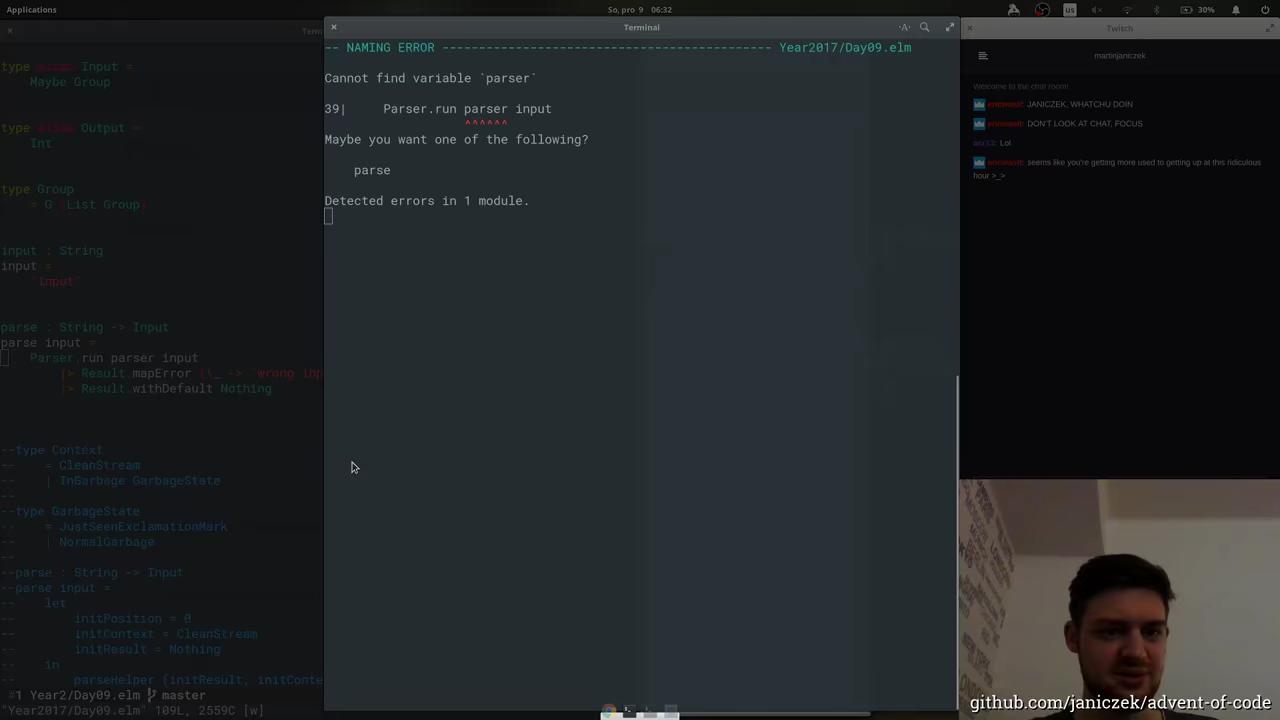 Applications
So, pro 9 06:32
us
30%
Terminal
Twitch
-- NAMING ERROR -------------------------------------------- Year2017/Day09.elm
Cannot find variable `parser`
39| Parser.run parser input
^^^^^^
Maybe you want one of the following?
parse
Detected errors in 1 module.
type alias Input =
Maybe Group
type alias Output =
Int
type Group
= G (List Group)
input : String
input =
"Input"
parse : String -> Input
parse input =
Parser.run parser input
|> Result.mapError (\_ -> "wrong inp
|> Result.withDefault Nothing
--type Context
-- = CleanStream
-- | InGarbage GarbageState
--
--type GarbageState
-- = JustSeenExclamationMark
-- | NormalGarbage
--
--parse : String -> Input
--parse input =
-- let
-- initPosition = 0
-- initContext = CleanStream
-- initResult = Nothing
-- in
-- parseHelper (initResult, initConte
#1 Year2/Day09.elm master
"Year2017/Day09.elm" 109L, 2559C [w]
martinjaniczek
Welcome to the chat room!
JANICZEK, WHATCHU DOIN
DON'T LOOK AT CHAT, FOCUS
Lol
seems like you're getting more used to getting up at this ridiculous
hour >_>
github.com/janiczek/advent-of-code